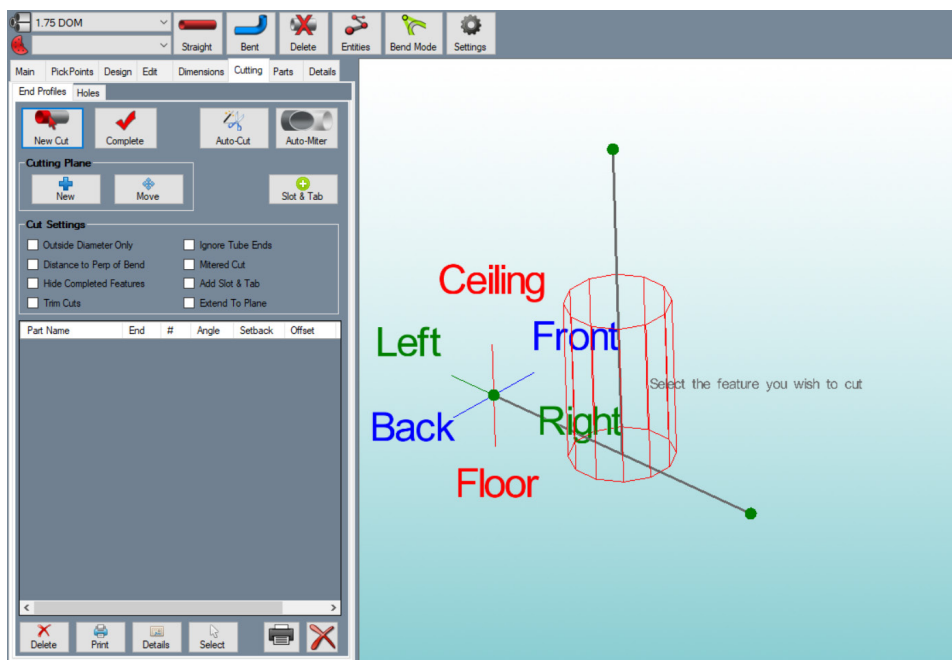 1.75 DOM
Straight
Bent
Delete
Entities
Bend Mode
Settings
Main PickPoints Design Edit Dimensions Cutting Parts Details
End Profiles Holes
New Cut
Complete
Auto-Cut
Auto-Miter
Cutting Plane
New
Move
Slot & Tab
Cut Settings
Outside Diameter Only
Ignore Tube Ends
Distance to Perp of Bend
Mitered Cut
Hide Completed Features
Add Slot & Tab
Trim Cuts
Extend To Plane
Part Name End # Angle Setback Offset
Delete
Print
Details
Select
Ceiling
Left
Front
Select the feature you wish to cut
Back
Right
Floor